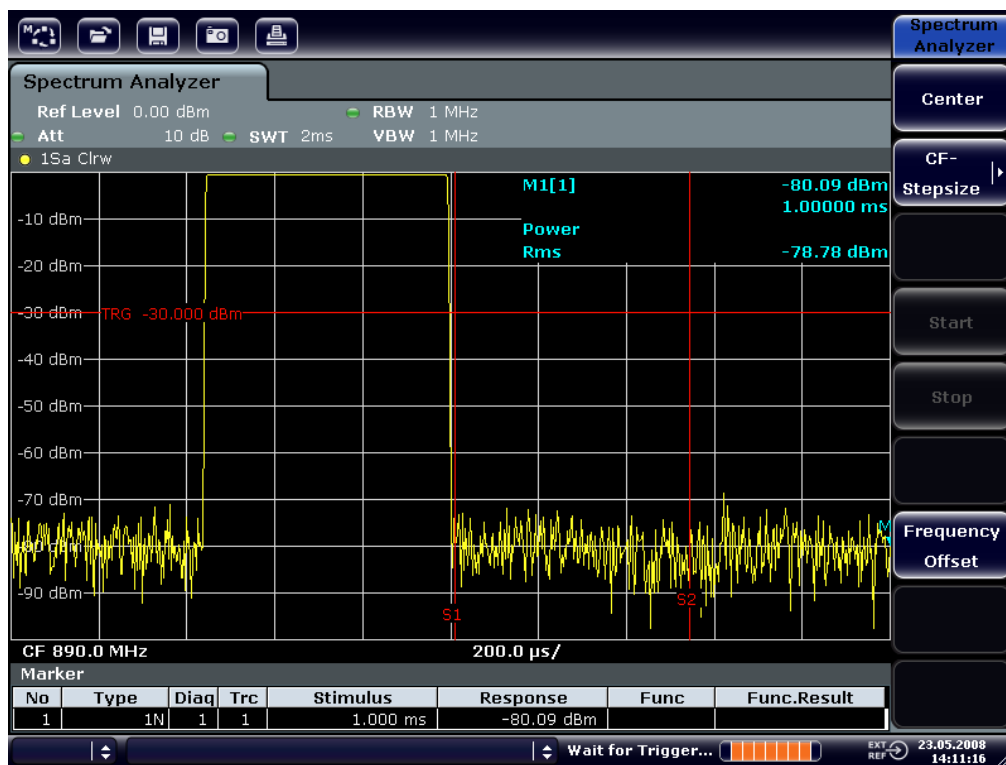 Spectrum Analyzer
Spectrum
Analyzer
Ref Level 0.00 dBm RBW 1 MHz
Att 10 dB SWT 2ms VBW 1 MHz
1Sa Clrw
M1[1] -80.09 dBm
1.00000 ms
Power
Rms -78.78 dBm
-10 dBm
-20 dBm
-30 dBm
TRG -30.000 dBm
-40 dBm
-50 dBm
-60 dBm
-70 dBm
-80 dBm
-90 dBm
S1
S2
CF 890.0 MHz 200.0 µs/
Marker
No Type Diag Trc Stimulus Response Func Func.Result
1 1N 1 1 1.000 ms -80.09 dBm
Wait for Trigger...
EXT
REF
23.05.2008
14:11:16
Center
CF-
Stepsize
Start
Stop
Frequency
Offset